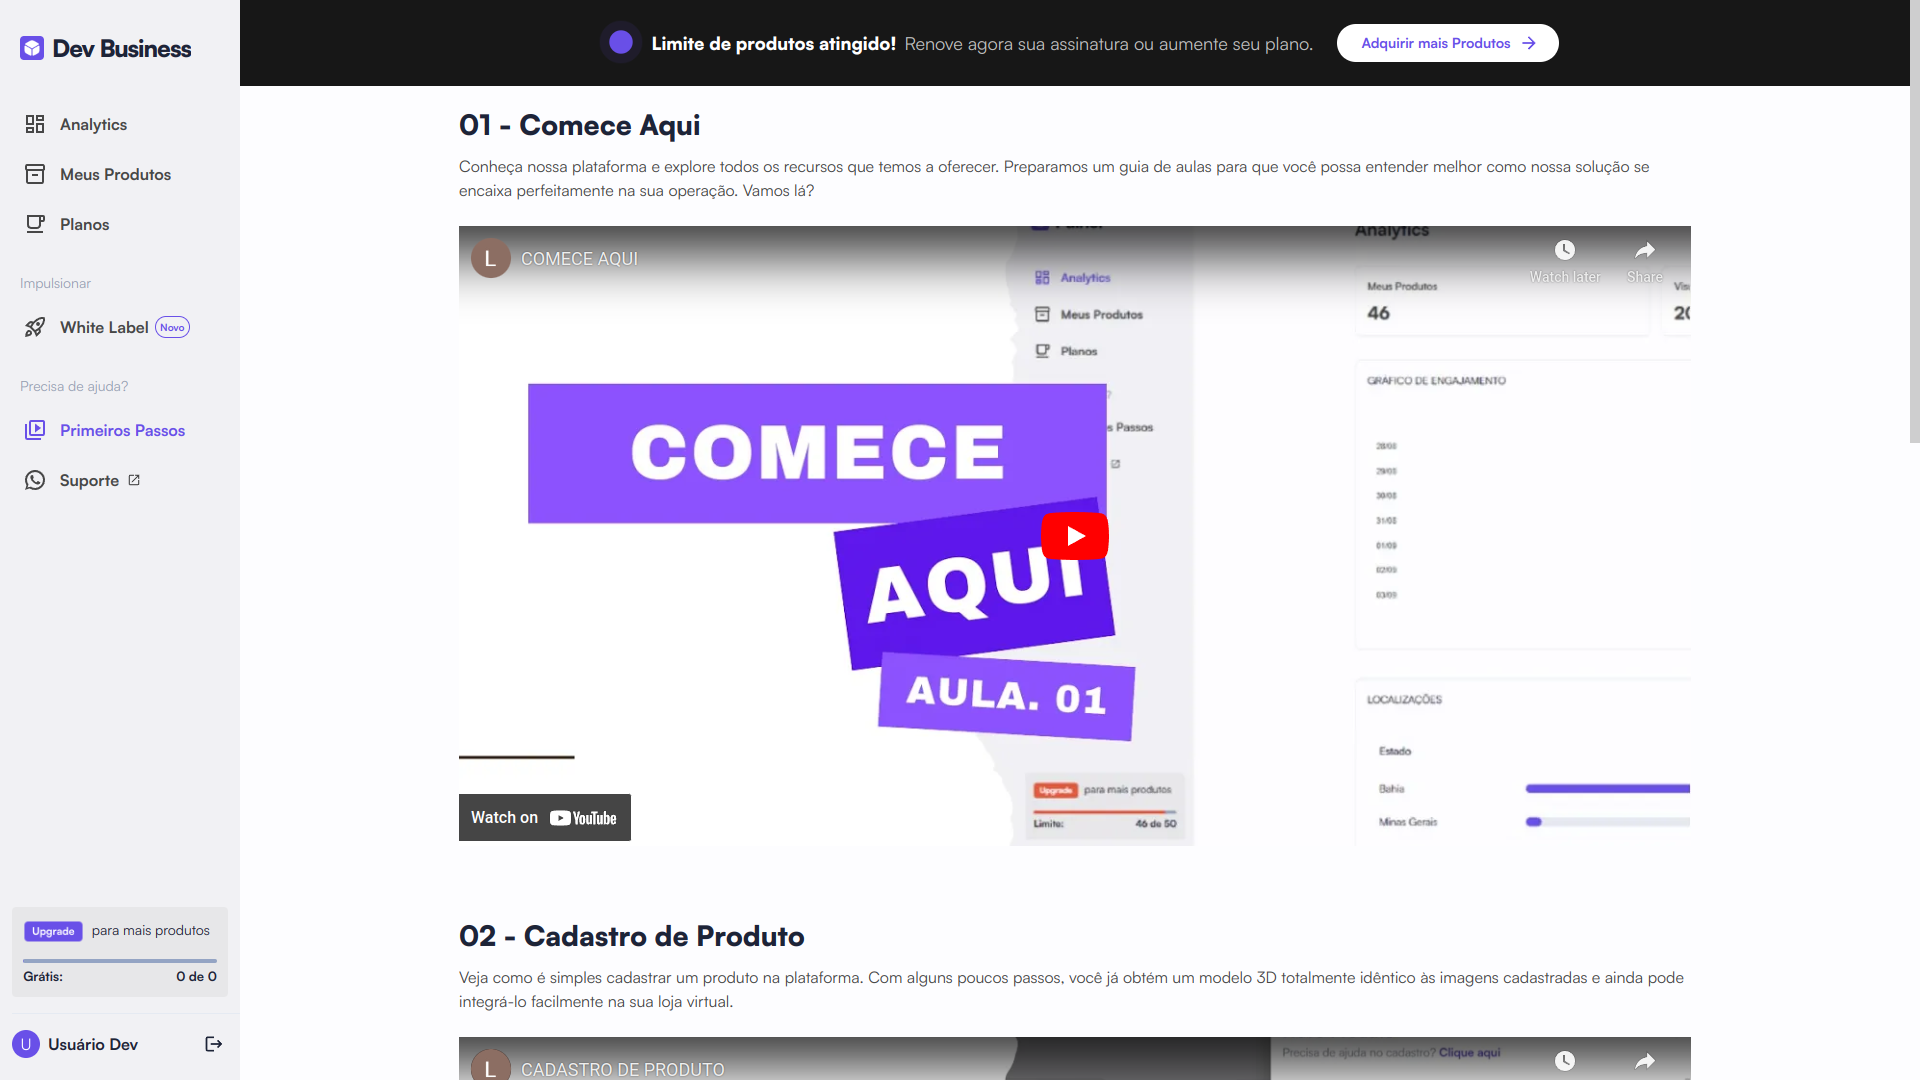 Dev Business
Analytics
Meus Produtos
Planos
Impulsionar
White Label Novo
Precisa de ajuda?
Primeiros Passos
Suporte
Upgrade para mais produtos
Grátis: 0 de 0
U Usuário Dev
Limite de produtos atingido! Renove agora sua assinatura ou aumente seu plano. Adquirir mais Produtos
01 - Comece Aqui
Conheça nossa plataforma e explore todos os recursos que temos a oferecer. Preparamos um guia de aulas para que você possa entender melhor como nossa solução se
encaixa perfeitamente na sua operação. Vamos lá?
L COMECE AQUI
Watch later
Share
Analytics
Meus Produtos
Planos
s Passos
COMECE
AQUI
AULA. 01
Upgrade para mais produtos
Limite: 46 de 50
Analytics
Meus Produtos
46
GRÁFICO DE ENGAJAMENTO
28/08
29/08
30/08
31/08
01/09
02/09
03/09
LOCALIZAÇÕES
Estado
Bahia
Minas Gerais
Watch on YouTube
02 - Cadastro de Produto
Veja como é simples cadastrar um produto na plataforma. Com alguns poucos passos, você já obtém um modelo 3D totalmente idêntico às imagens cadastradas e ainda pode
integrá-lo facilmente na sua loja virtual.
L CADASTRO DE PRODUTO
Precisa de ajuda no cadastro? Clique aqui